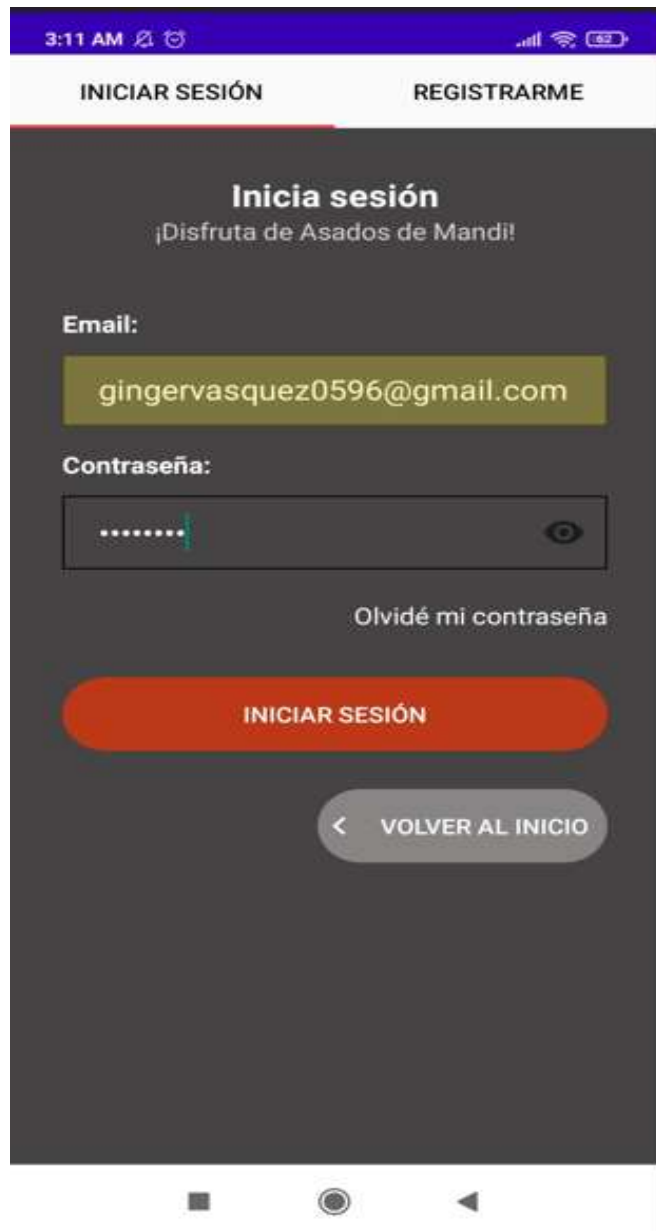 3:11 AM 62
INICIAR SESIÓN REGISTRARME
Inicia sesión
¡Disfruta de Asados de Mandi!
Email:
gingervasquez0596@gmail.com
Contraseña:
••••••••
Olvidé mi contraseña
INICIAR SESIÓN
< VOLVER AL INICIO